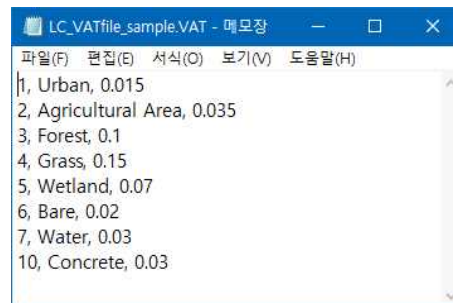 LC_VATfile_sample.VAT - 메모장
파일(F) 편집(E) 서식(O) 보기(V) 도움말(H)
1, Urban, 0.015
2, Agricultural Area, 0.035
3, Forest, 0.1
4, Grass, 0.15
5, Wetland, 0.07
6, Bare, 0.02
7, Water, 0.03
10, Concrete, 0.03